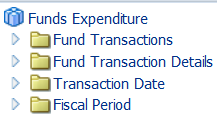 Funds Expenditure
Fund Transactions
Fund Transaction Details
Transaction Date
Fiscal Period